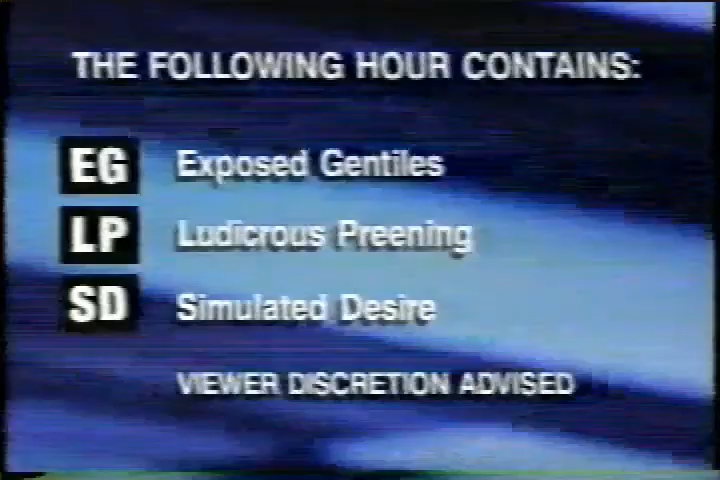 THE FOLLOWING HOUR CONTAINS:
EG Exposed Gentiles
LP Ludicrous Preening
SD Simulated Desire
VIEWER DISCRETION ADVISED